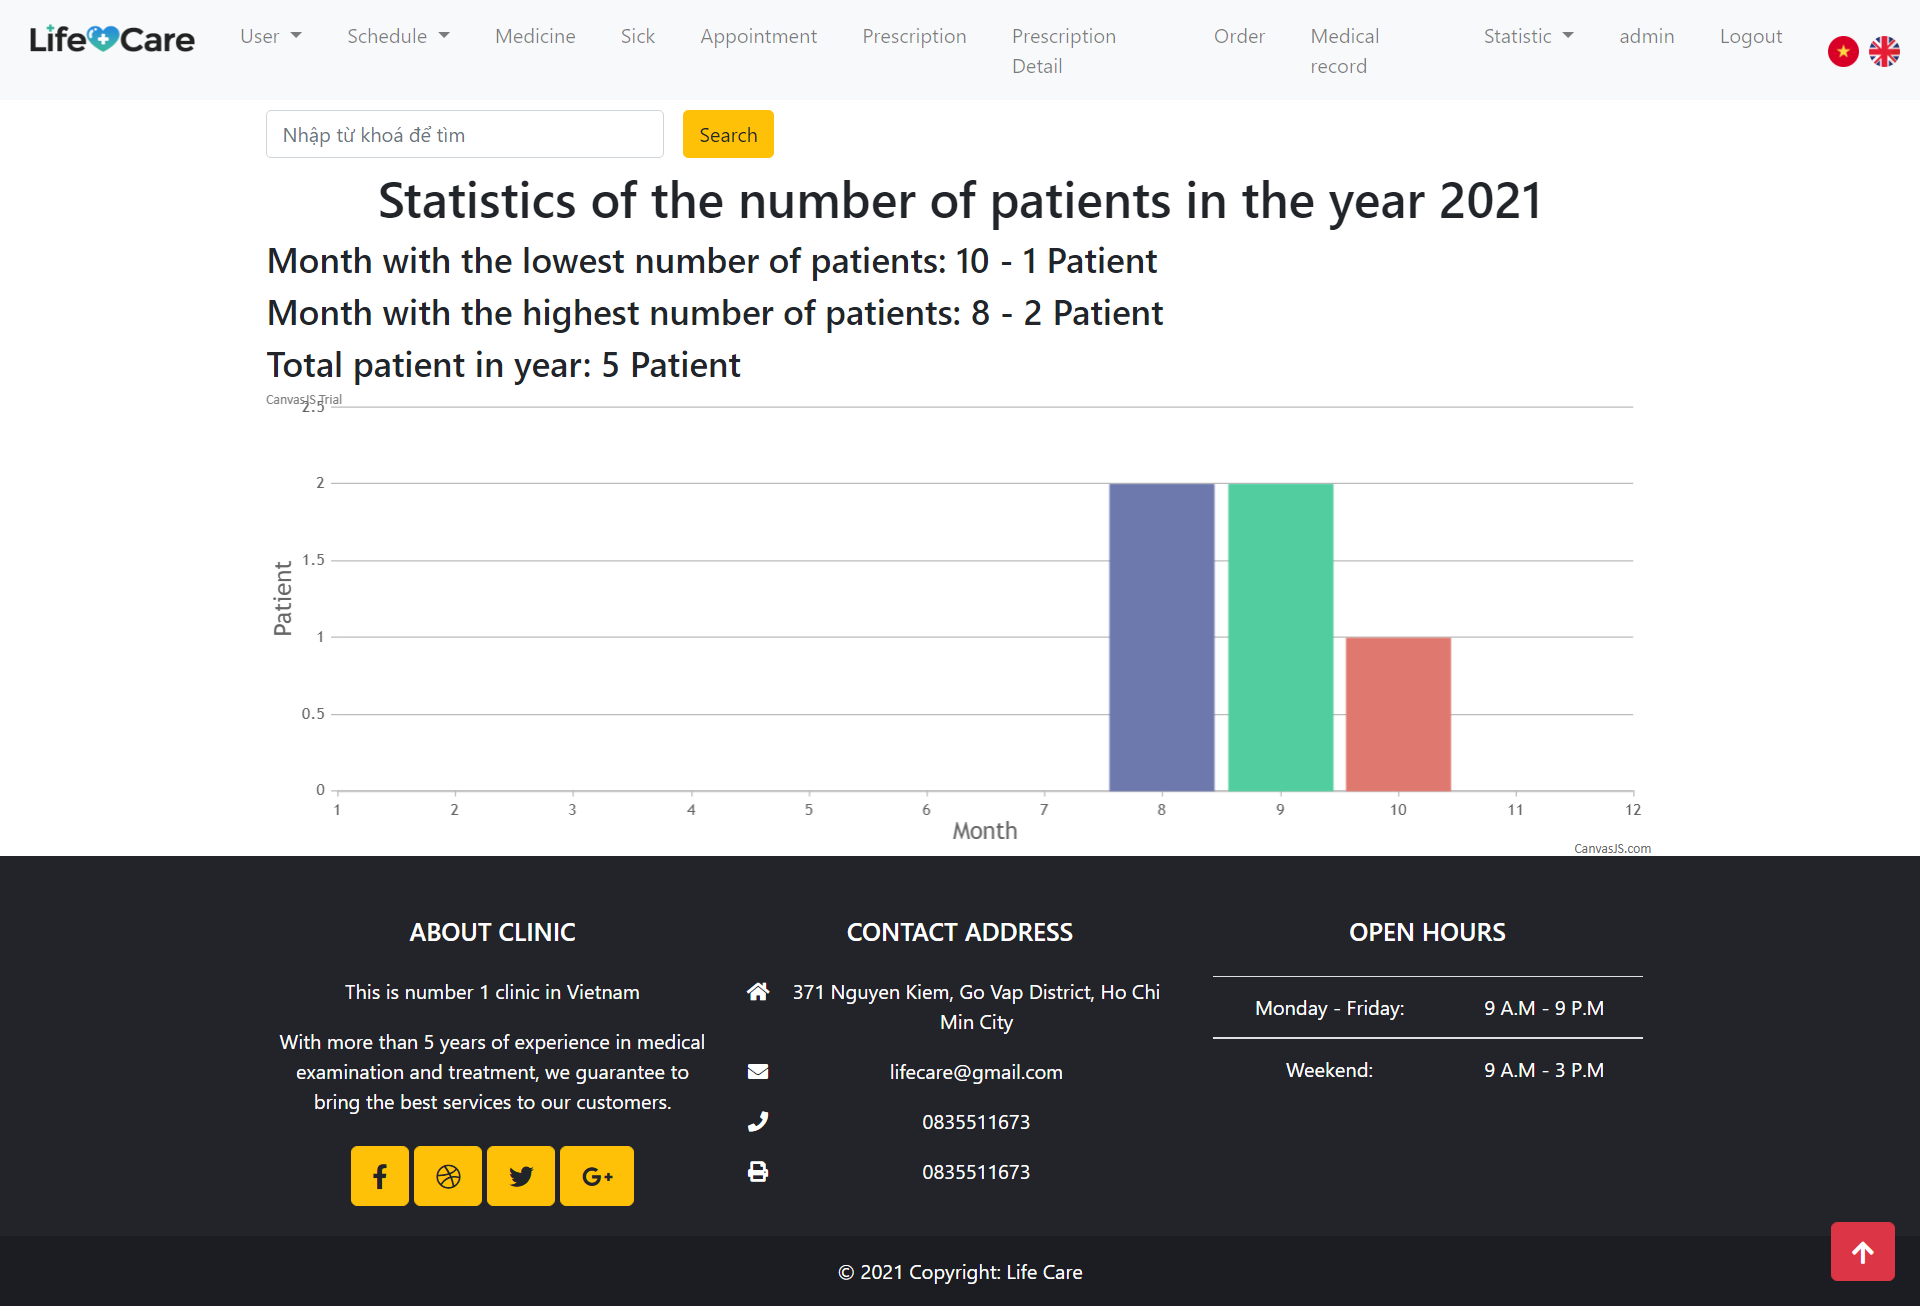 Life Care
User
Schedule
Medicine
Sick
Appointment
Prescription
Prescription Detail
Order
Medical record
Statistic
admin
Logout
Nhập từ khoá để tìm
Search
Statistics of the number of patients in the year 2021
Month with the lowest number of patients: 10 - 1 Patient
Month with the highest number of patients: 8 - 2 Patient
Total patient in year: 5 Patient
CanvasJS Trial
2.5
2
1.5
1
0.5
0
Patient
1 2 3 4 5 6 7 8 9 10 11 12
Month
CanvasJS.com
ABOUT CLINIC
This is number 1 clinic in Vietnam
With more than 5 years of experience in medical
examination and treatment, we guarantee to
bring the best services to our customers.
CONTACT ADDRESS
371 Nguyen Kiem, Go Vap District, Ho Chi
Min City
lifecare@gmail.com
0835511673
0835511673
OPEN HOURS
Monday - Friday: 9 A.M - 9 P.M
Weekend: 9 A.M - 3 P.M
© 2021 Copyright: Life Care